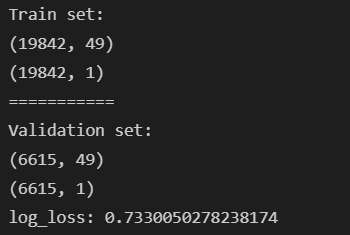 Train set:
(19842, 49)
(19842, 1)
===========
Validation set:
(6615, 49)
(6615, 1)
log_loss: 0.7330050278238174